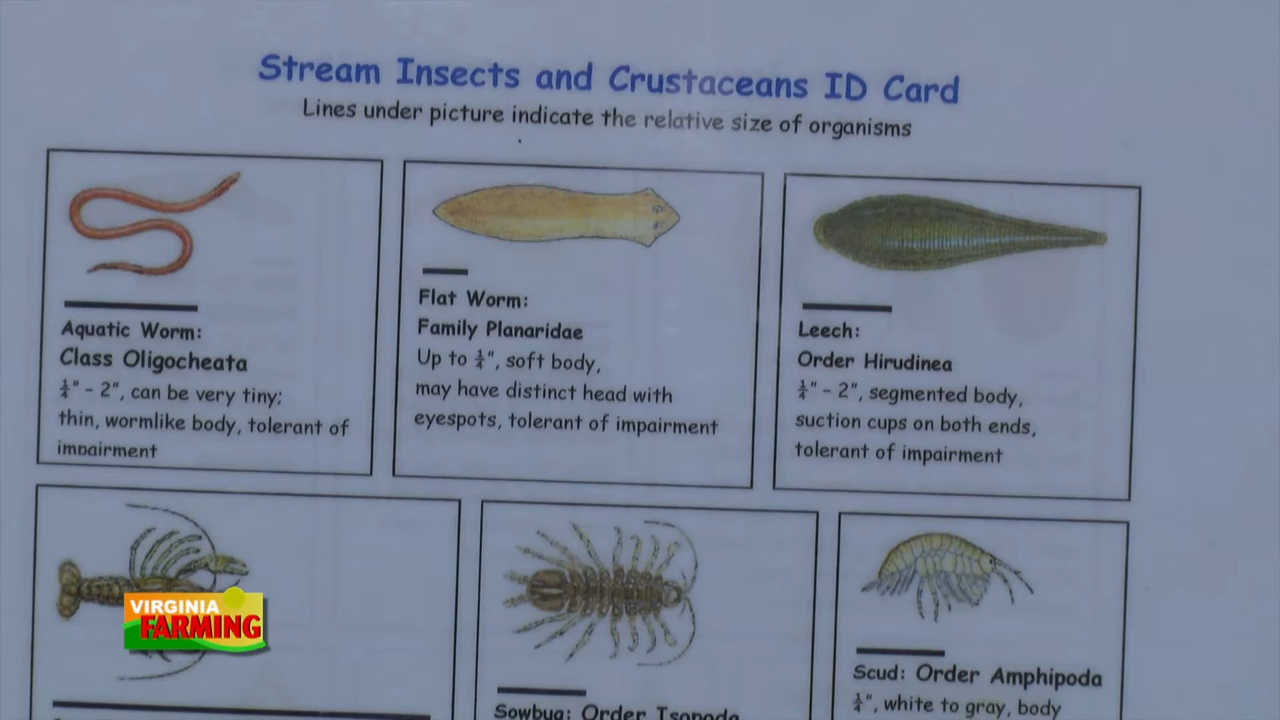 Stream Insects and Crustaceans ID Card
Lines under picture indicate the relative size of organisms
Aquatic Worm:
Class Oligocheata
¼" - 2", can be very tiny;
thin, wormlike body, tolerant of
impairment
Flat Worm:
Family Planaridae
Up to ¼", soft body,
may have distinct head with
eyespots, tolerant of impairment
Leech:
Order Hirudinea
¼" - 2", segmented body,
suction cups on both ends,
tolerant of impairment
VIRGINIA
FARMING
Sowbug: Order Isopoda
Scud: Order Amphipoda
¼", white to gray, body